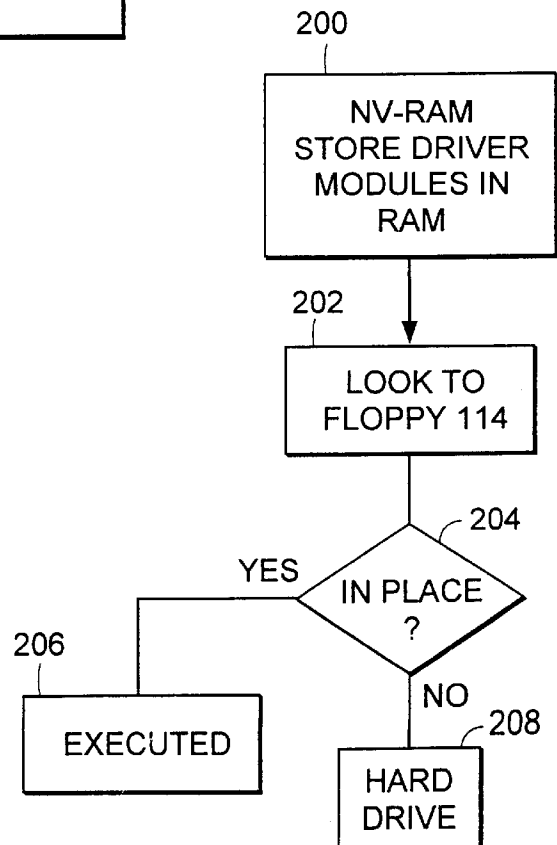 200
NV-RAM
STORE DRIVER
MODULES IN
RAM
202
LOOK TO
FLOPPY 114
204
YES
IN PLACE
?
206
EXECUTED
NO
208
HARD
DRIVE